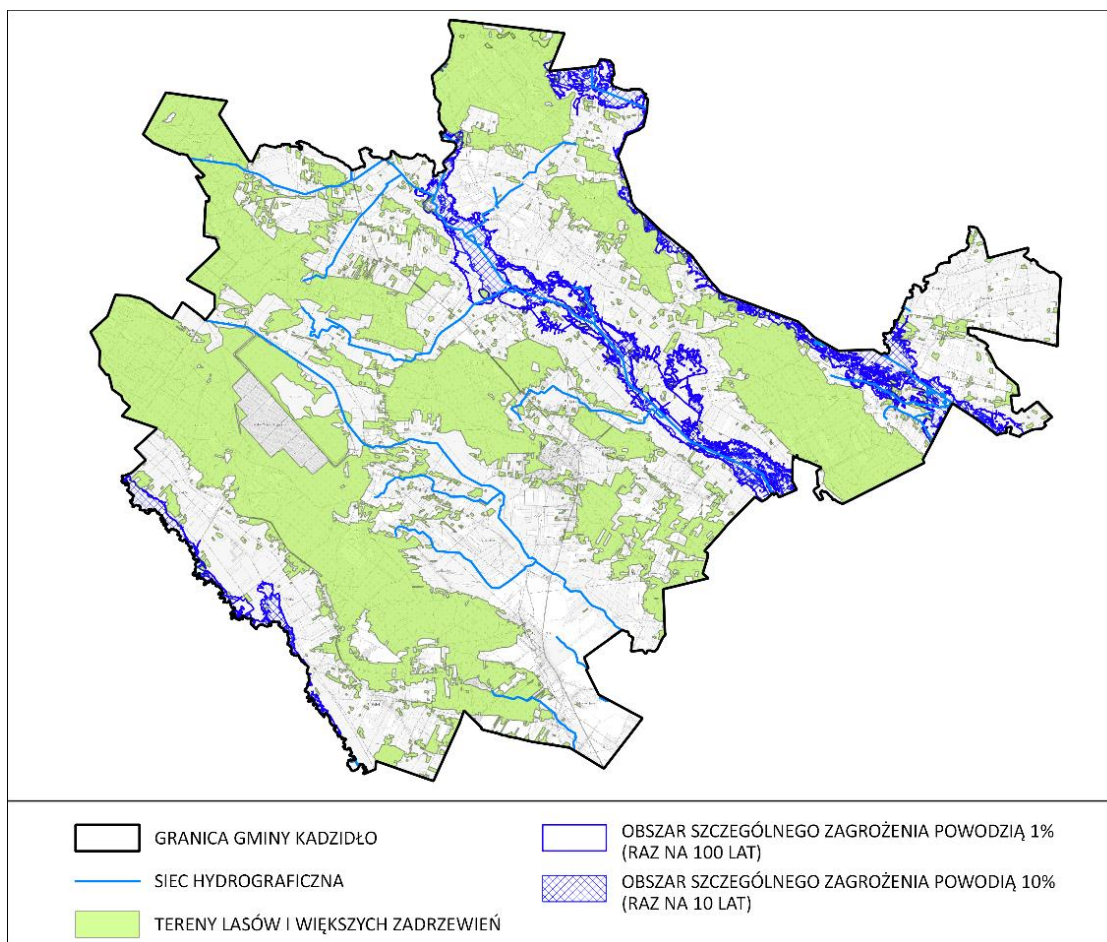 GRANICA GMINY KADZIDŁO
SIEC HYDROGRAFICZNA
TERENY LASÓW I WIĘKSZYCH ZADRZEWIEŃ
OBSZAR SZCZEGÓLNEGO ZAGROŻENIA POWODZIĄ 1%
(RAZ NA 100 LAT)
OBSZAR SZCZEGÓLNEGO ZAGROŻENIA POWODIĄ 10%
(RAZ NA 10 LAT)